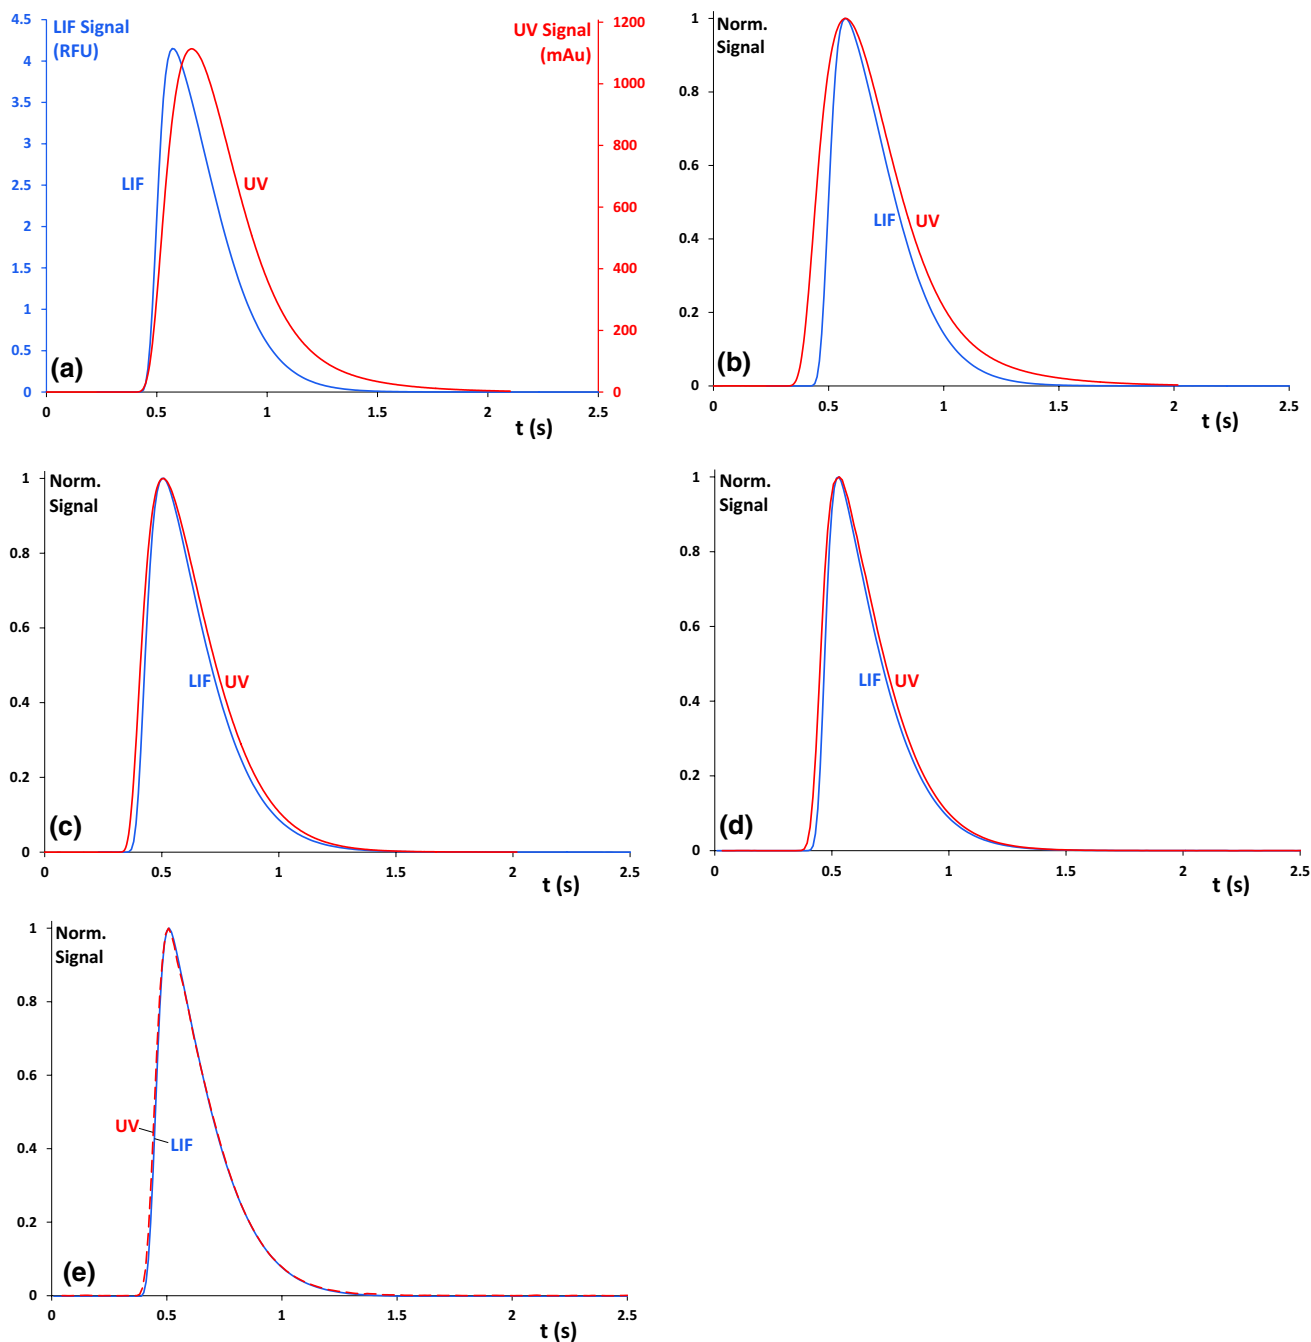 4.5
4
3.5
3
2.5
2
1.5
1
0.5
0
LIF Signal
(RFU)
UV Signal
(mAu)
1200
1000
800
600
400
200
0
LIF
UV
(a)
0
0.5
1
1.5
2
2.5
t (s)
Norm.
Signal
1
0.8
0.6
0.4
0.2
0
LIF
UV
(b)
0
0.5
1
1.5
2
2.5
t (s)
Norm.
Signal
1
0.8
0.6
0.4
0.2
0
LIF
UV
(c)
0
0.5
1
1.5
2
2.5
t (s)
Norm.
Signal
1
0.8
0.6
0.4
0.2
0
LIF
UV
(d)
0
0.5
1
1.5
2
2.5
t (s)
Norm.
Signal
1
0.8
0.6
0.4
0.2
0
UV
LIF
(e)
0
0.5
1
1.5
2
2.5
t (s)